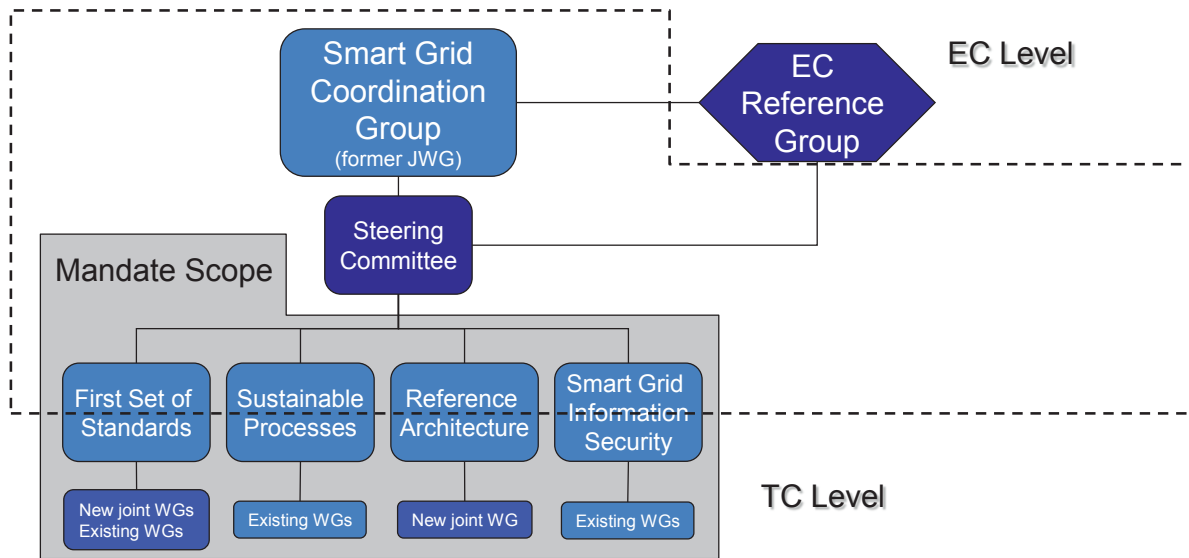 Smart Grid
Coordination
Group
(former JWG)
EC
Reference
Group
EC Level
Steering
Committee
Mandate Scope
First Set of
Standards
Sustainable
Processes
Reference
Architecture
Smart Grid
Information
Security
New joint WGs
Existing WGs
Existing WGs
New joint WG
Existing WGs
TC Level